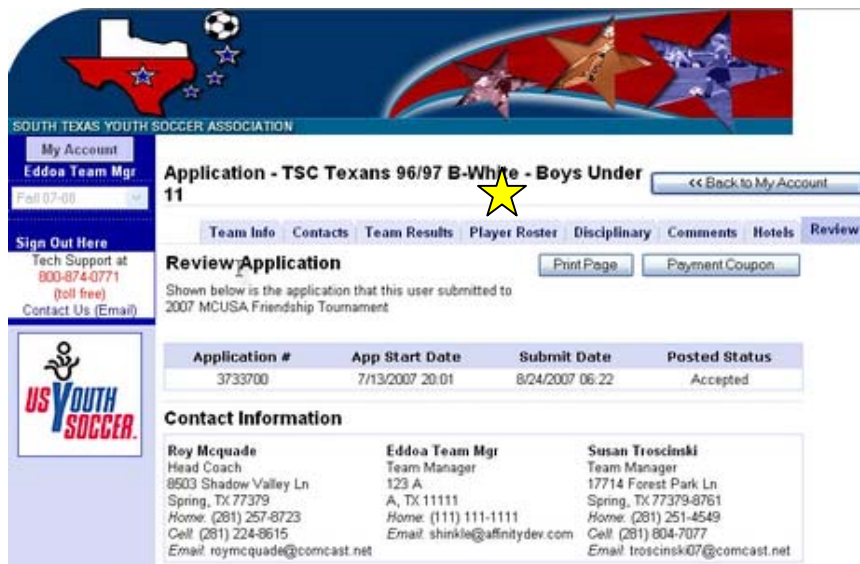 SOUTH TEXAS YOUTH SOCCER ASSOCIATION
My Account
Eddoa Team Mgr
Fall 07-08
Sign Out Here
Tech Support at
800-874-0771
(toll free)
Contact Us (Email)
US YOUTH
SOCCER.
Application - TSC Texans 96/97 B-White - Boys Under
11
<< Back to My Account
Team Info Contacts Team Results Player Roster Disciplinary Comments Hotels Review
Review Application
Print Page Payment Coupon
Shown below is the application that this user submitted to
2007 MCUSA Friendship Tournament
Application # App Start Date Submit Date Posted Status
3733700 7/13/2007 20:01 8/24/2007 06:22 Accepted
Contact Information
Roy Mcquade
Head Coach
8503 Shadow Valley Ln
Spring, TX 77379
Home: (281) 257-8723
Cell: (281) 224-8615
Email: roymcquade@comcast.net
Eddoa Team Mgr
Team Manager
123 A
A, TX 11111
Home: (111) 111-1111
Email: shinkle@affinitydev.com
Susan Troscinski
Team Manager
17714 Forest Park Ln
Spring, TX 77379-8761
Home: (281) 251-4549
Cell: (281) 804-7077
Email: troscinski07@comcast.net